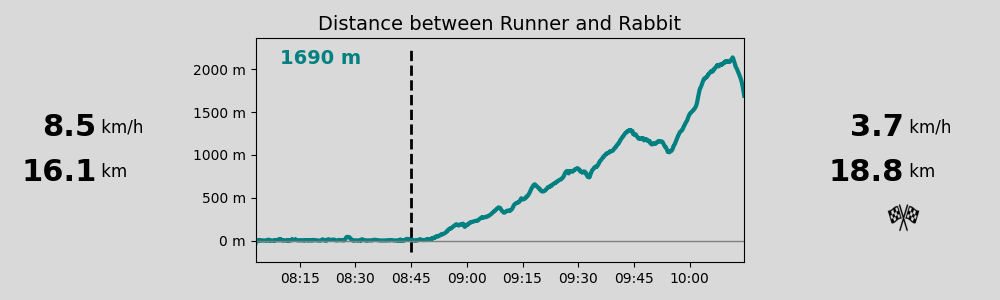 Distance between Runner and Rabbit
1690 m
2000 m
1500 m
1000 m
500 m
0 m
08:15 08:30 08:45 09:00 09:15 09:30 09:45 10:00
8.5 km/h
16.1 km
3.7 km/h
18.8 km